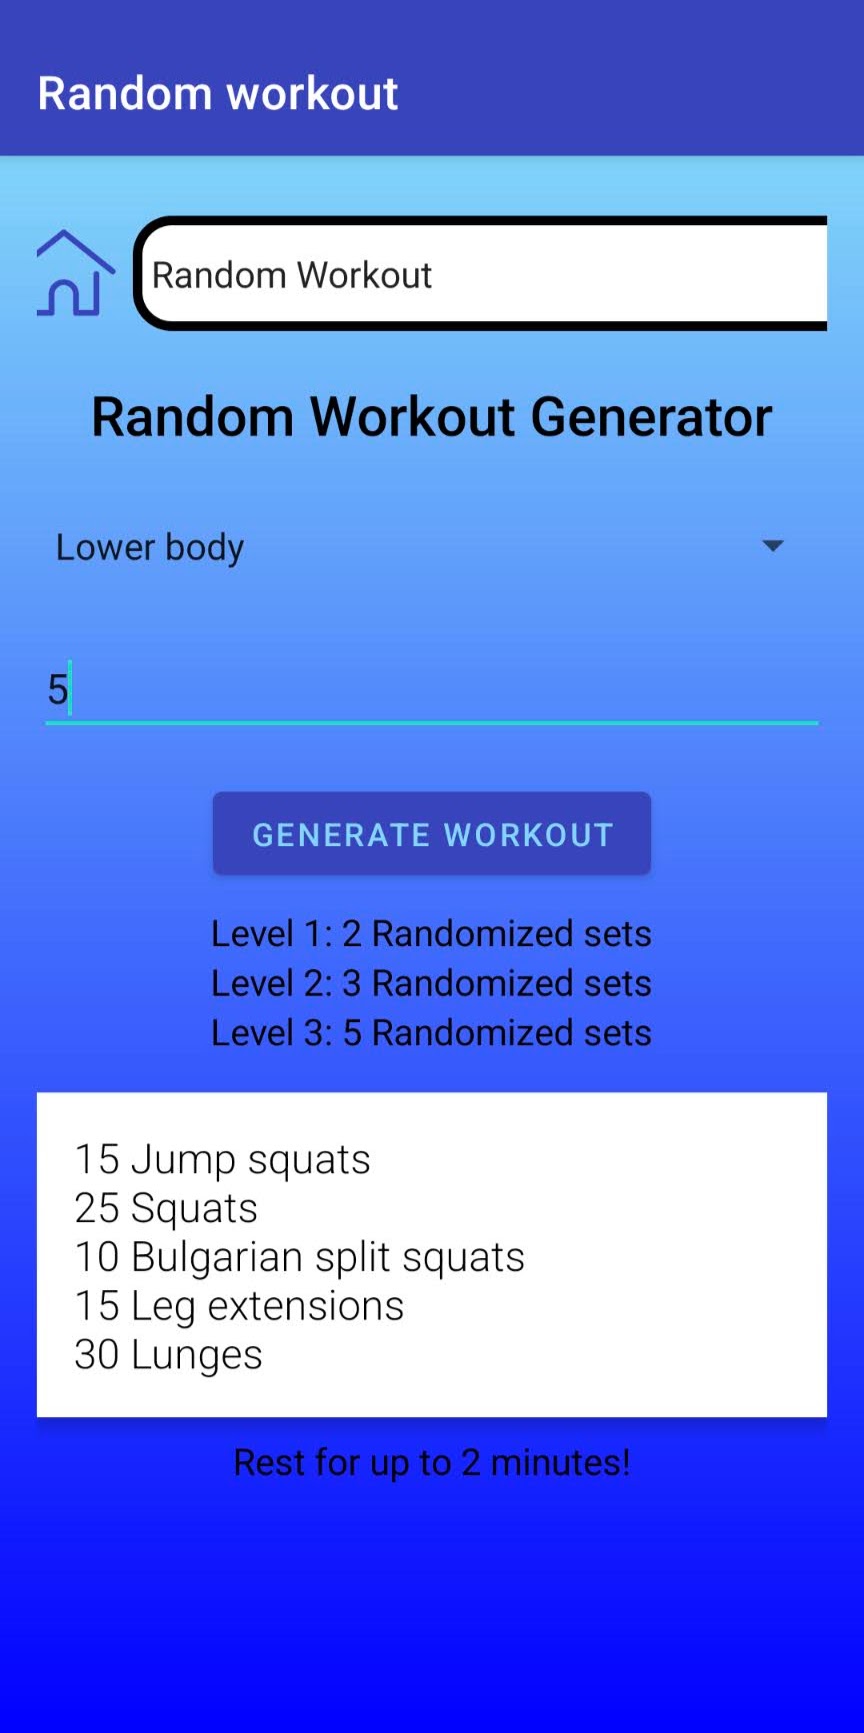 Random workout
Random Workout
Random Workout Generator
Lower body
5
GENERATE WORKOUT
Level 1: 2 Randomized sets
Level 2: 3 Randomized sets
Level 3: 5 Randomized sets
15 Jump squats
25 Squats
10 Bulgarian split squats
15 Leg extensions
30 Lunges
Rest for up to 2 minutes!